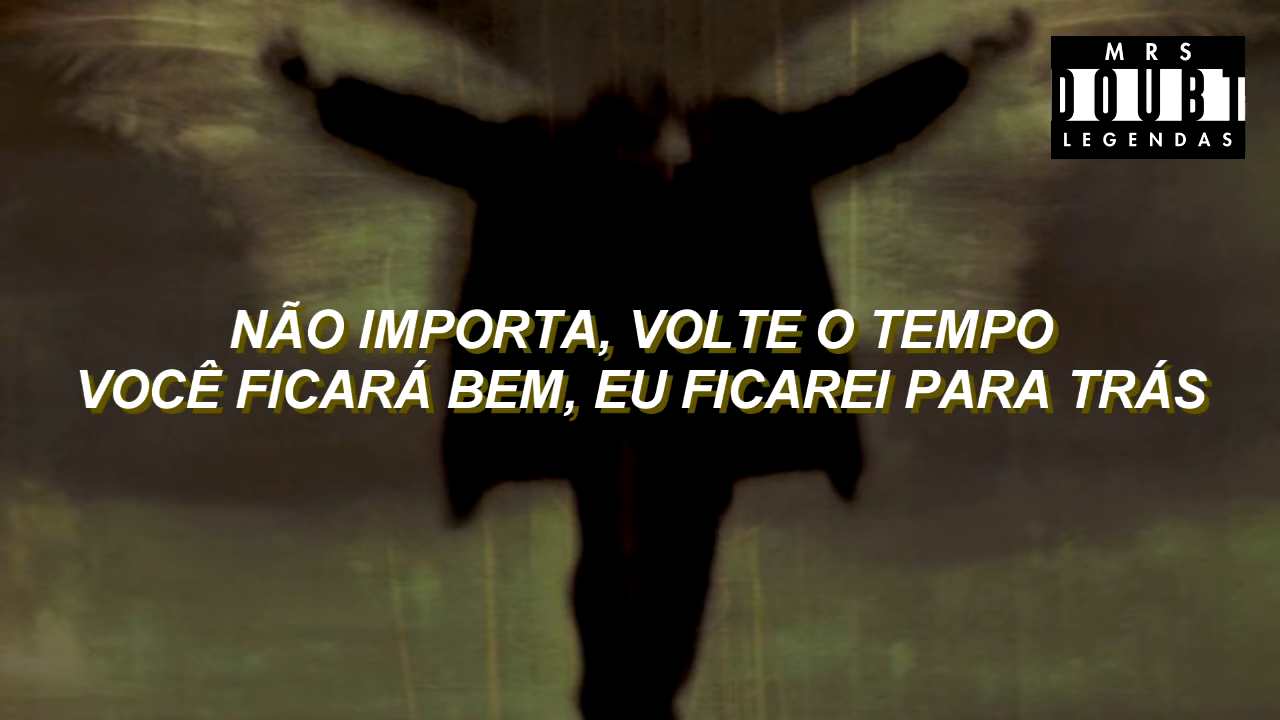 MRS
DOUBT
LEGENDAS
NÃO IMPORTA, VOLTE O TEMPO
VOCÊ FICARÁ BEM, EU FICAREI PARA TRÁS